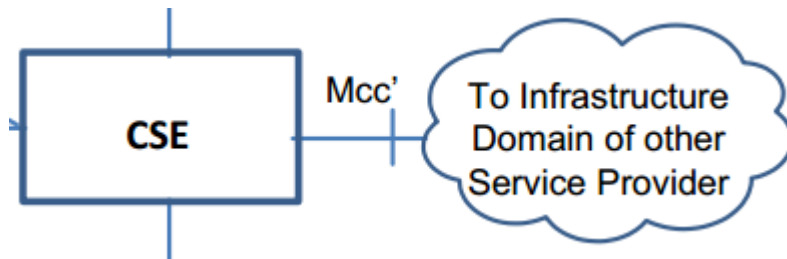 CSE
Mcc’
To Infrastructure
Domain of other
Service Provider